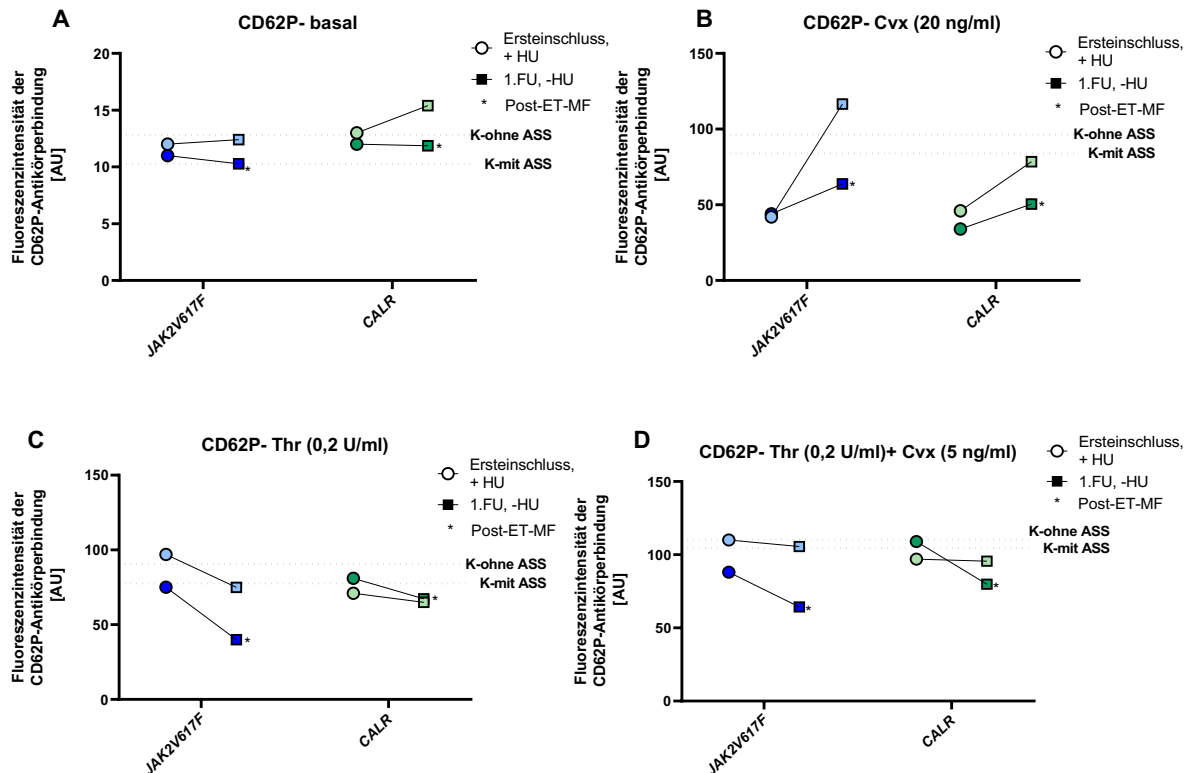 A
CD62P- basal
Fluoreszenzintensität der
CD62P-Antikörperbindung
[AU]
20
15
10
5
0
JAK2V617F
CALR
Ersteinschluss,
+ HU
1.FU, -HU
* Post-ET-MF
K-ohne ASS
K-mit ASS
*
*
B
CD62P- Cvx (20 ng/ml)
Fluoreszenzintensität der
CD62P-Antikörperbindung
[AU]
150
100
50
0
JAK2V617F
CALR
Ersteinschluss,
+ HU
1.FU, -HU
* Post-ET-MF
K-ohne ASS
K-mit ASS
*
*
C
CD62P- Thr (0,2 U/ml)
Fluoreszenzintensität der
CD62P-Antikörperbindung
[AU]
150
100
50
0
JAK2V617F
CALR
Ersteinschluss,
+ HU
1.FU, -HU
* Post-ET-MF
K-ohne ASS
K-mit ASS
*
*
D
CD62P- Thr (0,2 U/ml)+ Cvx (5 ng/ml)
Fluoreszenzintensität der
CD62P-Antikörperbindung
[AU]
150
100
50
0
JAK2V617F
CALR
Ersteinschluss,
+ HU
1.FU, -HU
* Post-ET-MF
K-ohne ASS
K-mit ASS
*
*